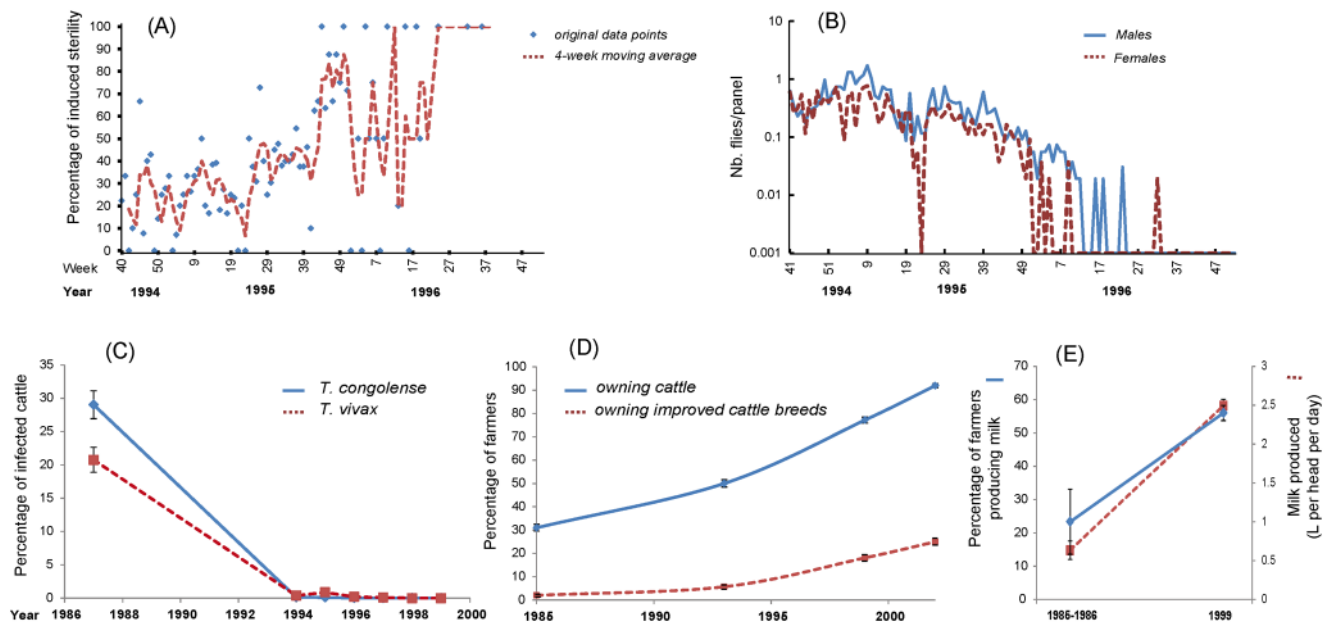 (A)
original data points
4-week moving average
Percentage of induced sterility
100
90
80
70
60
50
40
30
20
10
0
Week
40 50 9 19 29 39 49 7 17 27 37 47
Year
1994 1995 1996
(B)
Males
Females
Nb. flies/panel
1
0.1
0.01
0.001
41 51 9 19 29 39 49 7 17 27 37 47
1994 1995 1996
(C)
T. congolense
T. vivax
Percentage of infected cattle
35
30
25
20
15
10
5
0
Year
1986 1988 1990 1992 1994 1996 1998 2000
(D)
owning cattle
owning improved cattle breeds
Percentage of farmers
100
90
80
70
60
50
40
30
20
10
0
1985 1990 1995 2000
(E)
Percentage of farmers
producing milk
70
60
50
40
30
20
10
0
3
2.5
2
1.5
1
0.5
0
Milk produced
(L per head per day)
1985-1986 1999